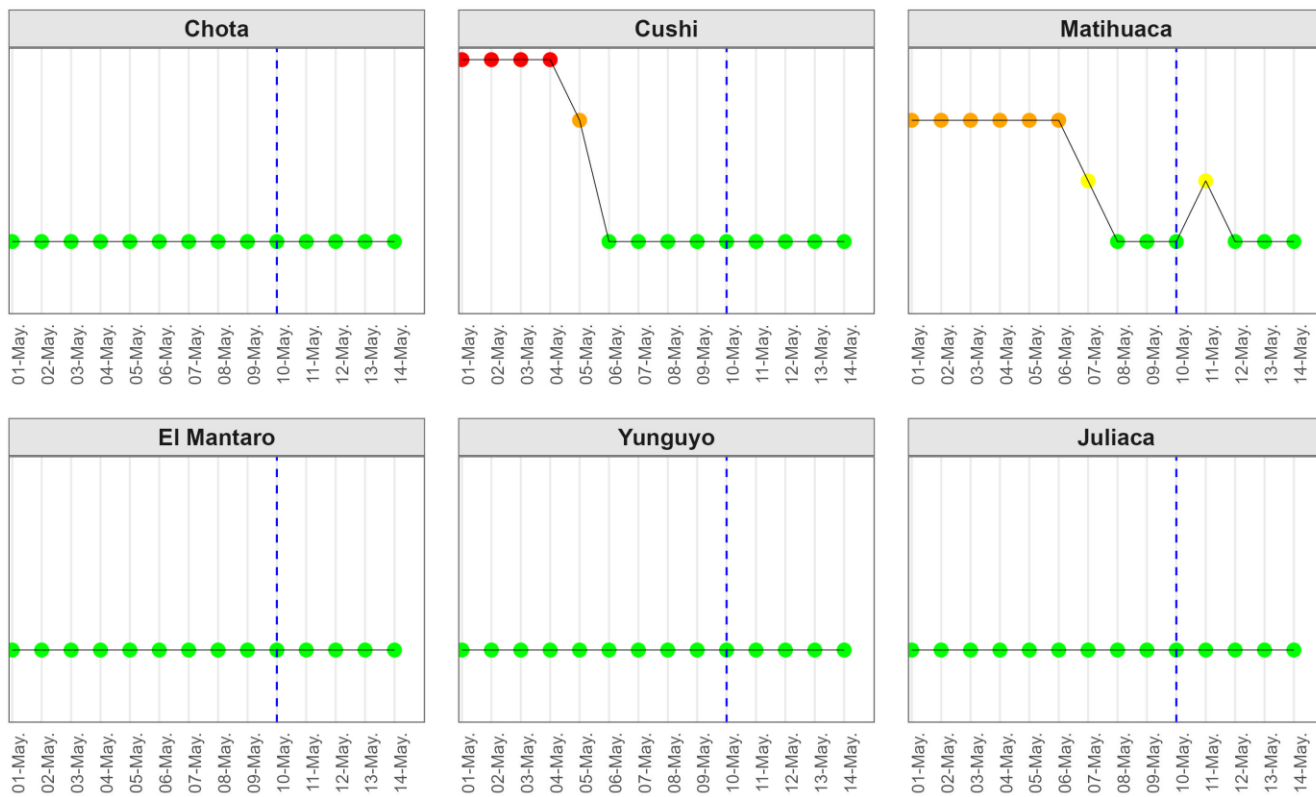 Chota
Cushi
Matihuaca
01-May. 02-May. 03-May. 04-May. 05-May. 06-May. 07-May. 08-May. 09-May. 10-May. 11-May. 12-May. 13-May. 14-May.
01-May. 02-May. 03-May. 04-May. 05-May. 06-May. 07-May. 08-May. 09-May. 10-May. 11-May. 12-May. 13-May. 14-May.
01-May. 02-May. 03-May. 04-May. 05-May. 06-May. 07-May. 08-May. 09-May. 10-May. 11-May. 12-May. 13-May. 14-May.
El Mantaro
Yunguyo
Juliaca
01-May. 02-May. 03-May. 04-May. 05-May. 06-May. 07-May. 08-May. 09-May. 10-May. 11-May. 12-May. 13-May. 14-May.
01-May. 02-May. 03-May. 04-May. 05-May. 06-May. 07-May. 08-May. 09-May. 10-May. 11-May. 12-May. 13-May. 14-May.
01-May. 02-May. 03-May. 04-May. 05-May. 06-May. 07-May. 08-May. 09-May. 10-May. 11-May. 12-May. 13-May. 14-May.